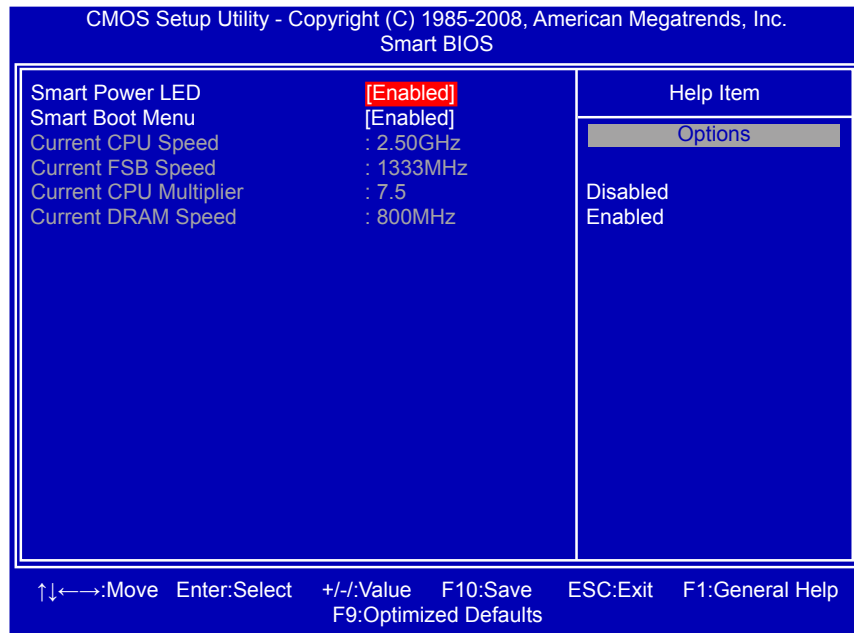 CMOS Setup Utility - Copyright (C) 1985-2008, American Megatrends, Inc.
Smart BIOS
Smart Power LED [Enabled]
Smart Boot Menu [Enabled]
Current CPU Speed : 2.50GHz
Current FSB Speed : 1333MHz
Current CPU Multiplier : 7.5
Current DRAM Speed : 800MHz
Help Item
Options
Disabled
Enabled
↑↓←→:Move Enter:Select +/-/:Value F10:Save ESC:Exit F1:General Help
F9:Optimized Defaults